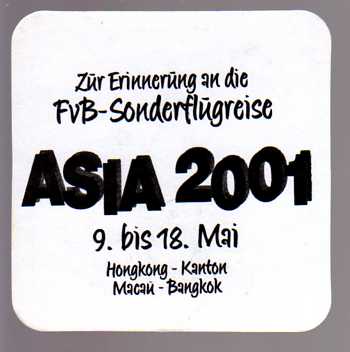 Zur Erinnerung an die
FvB-Sonderflugreise
ASIA 2001
9. bis 18. Mai
Hongkong - Kanton
Macau - Bangkok